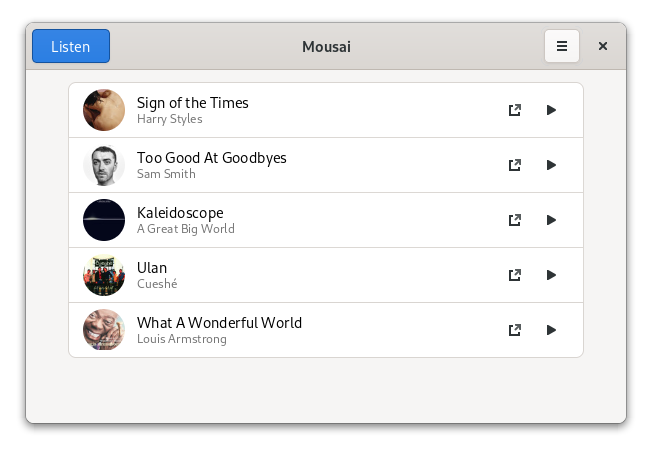 Listen
Mousai
Sign of the Times
Harry Styles
Too Good At Goodbyes
Sam Smith
Kaleidoscope
A Great Big World
Ulan
Cueshé
What A Wonderful World
Louis Armstrong